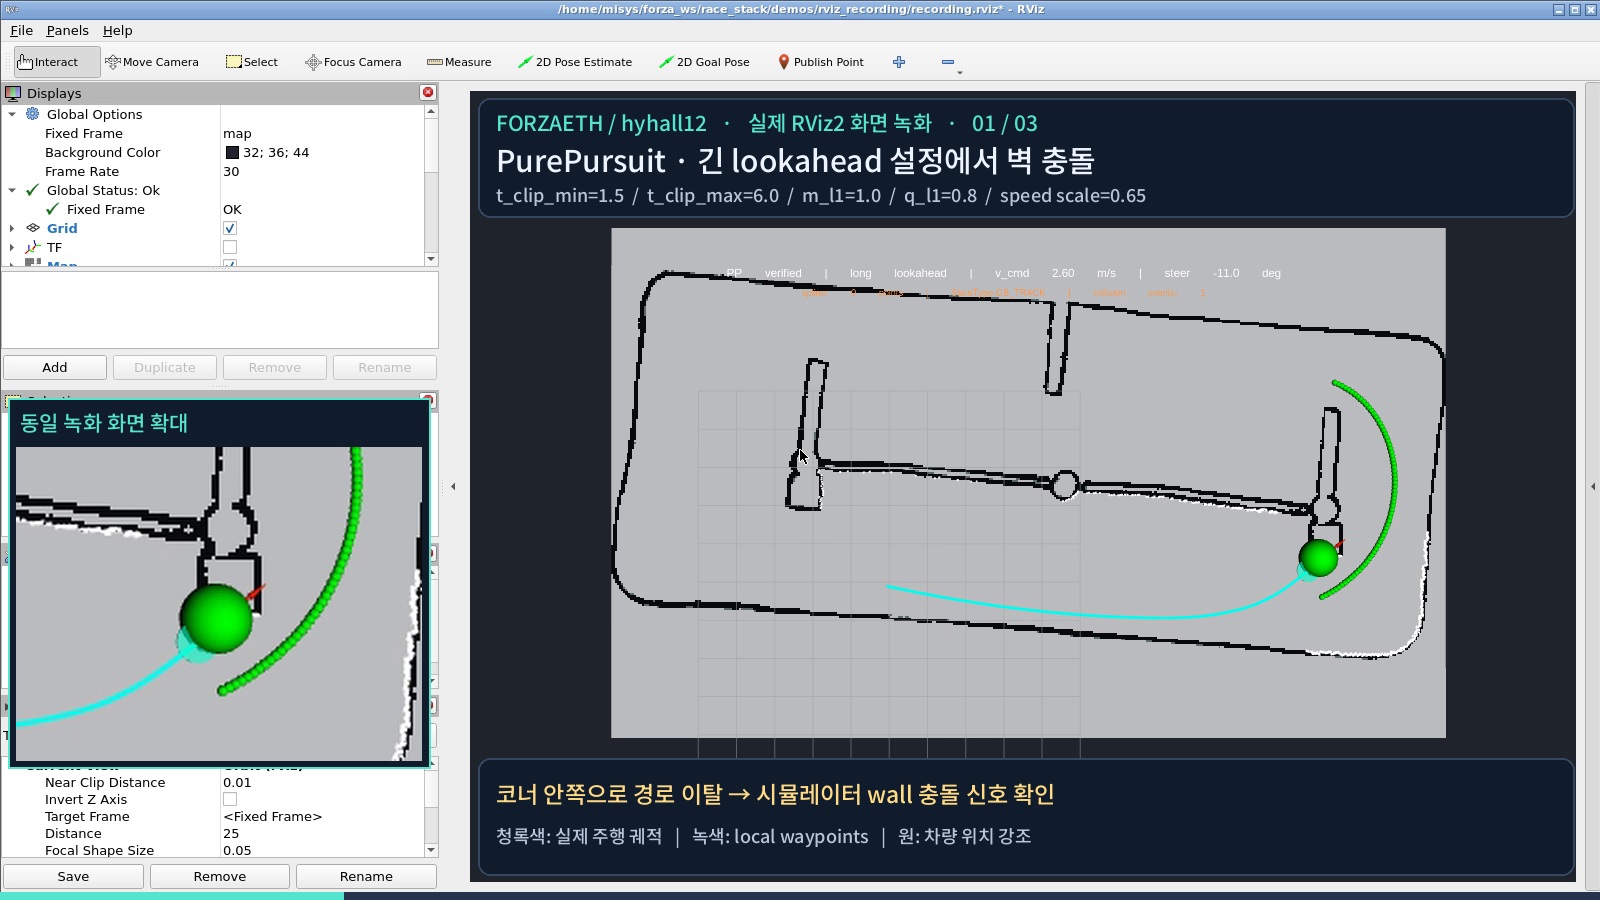 /home/misys/forza_ws/race_stack/demos/rviz_recording/recording.rviz* - RViz
File Panels Help
Interact Move Camera Select Focus Camera Measure 2D Pose Estimate 2D Goal Pose Publish Point
Displays
Global Options
Fixed Frame map
Background Color 32; 36; 44
Frame Rate 30
Global Status: Ok
Fixed Frame OK
Grid
TF
Map
Add Duplicate Remove Rename
동일 녹화 화면 확대
Near Clip Distance 0.01
Invert Z Axis
Target Frame <Fixed Frame>
Distance 25
Focal Shape Size 0.05
Save Remove Rename
FORZAETH / hyhall12 · 실제 RViz2 화면 녹화 · 01 / 03
PurePursuit · 긴 lookahead 설정에서 벽 충돌
t_clip_min=1.5 / t_clip_max=6.0 / m_l1=1.0 / q_l1=0.8 / speed scale=0.65
PP verified | long lookahead | v_cmd 2.60 m/s | steer -11.0 deg
코너 안쪽으로 경로 이탈 → 시뮬레이터 wall 충돌 신호 확인
청록색: 실제 주행 궤적 | 녹색: local waypoints | 원: 차량 위치 강조